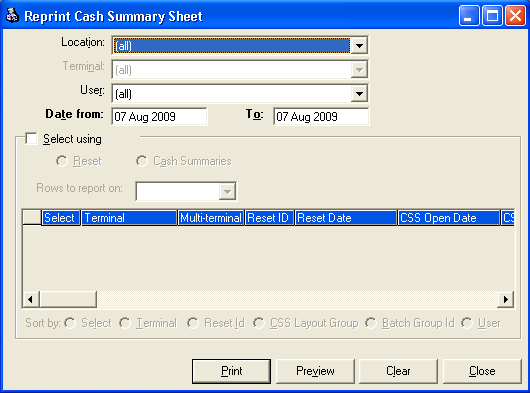 Reprint Cash Summary Sheet
Location: (all)
Terminal: (all)
User: (all)
Date from: 07 Aug 2009 To: 07 Aug 2009
Select using
Reset Cash Summaries
Rows to report on:
Select Terminal Multi-terminal Reset ID Reset Date CSS Open Date CS
Sort by: Select Terminal Reset Id CSS Layout Group Batch Group Id User
Print Preview Clear Close